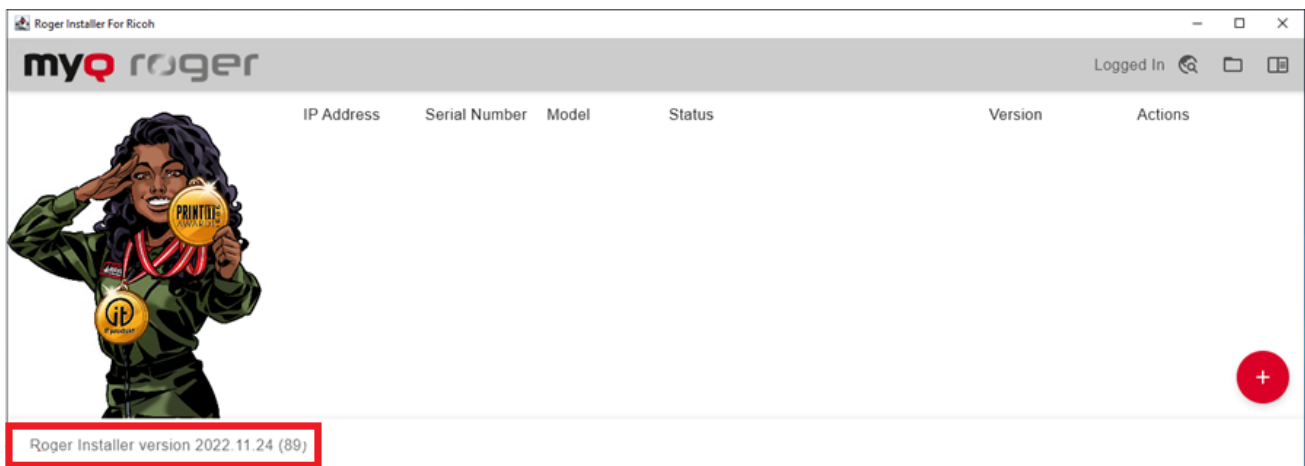 Roger Installer For Ricoh
myQ roger
Logged In
IP Address Serial Number Model Status Version Actions
PRINT
AWARDS
it
Roger Installer version 2022.11.24 (89)